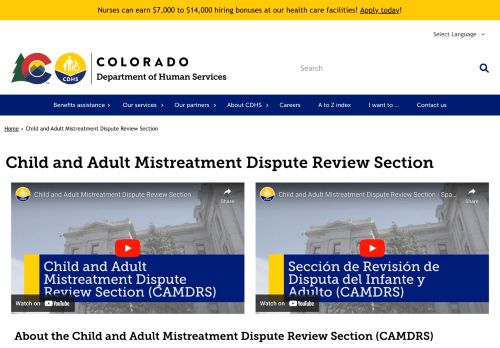 Nurses can earn $7,000 to $14,000 hiring bonuses at our health care facilities! Apply today!
Select Language
CDHS
COLORADO
Department of Human Services
Search
Benefits assistance
Our services
Our partners
About CDHS
Careers
A to Z index
I want to ...
Contact us
Home › Child and Adult Mistreatment Dispute Review Section
Child and Adult Mistreatment Dispute Review Section
Child and Adult Mistreatment Dispute Review Section
Share
Child and Adult
Mistreatment Dispute
Review Section (CAMDRS)
Watch on YouTube
Child and Adult Mistreatment Dispute Review Section - Spa...
Share
Sección de Revisión de
Disputa del Infante y
Adulto (CAMDRS)
Watch on YouTube
About the Child and Adult Mistreatment Dispute Review Section (CAMDRS)